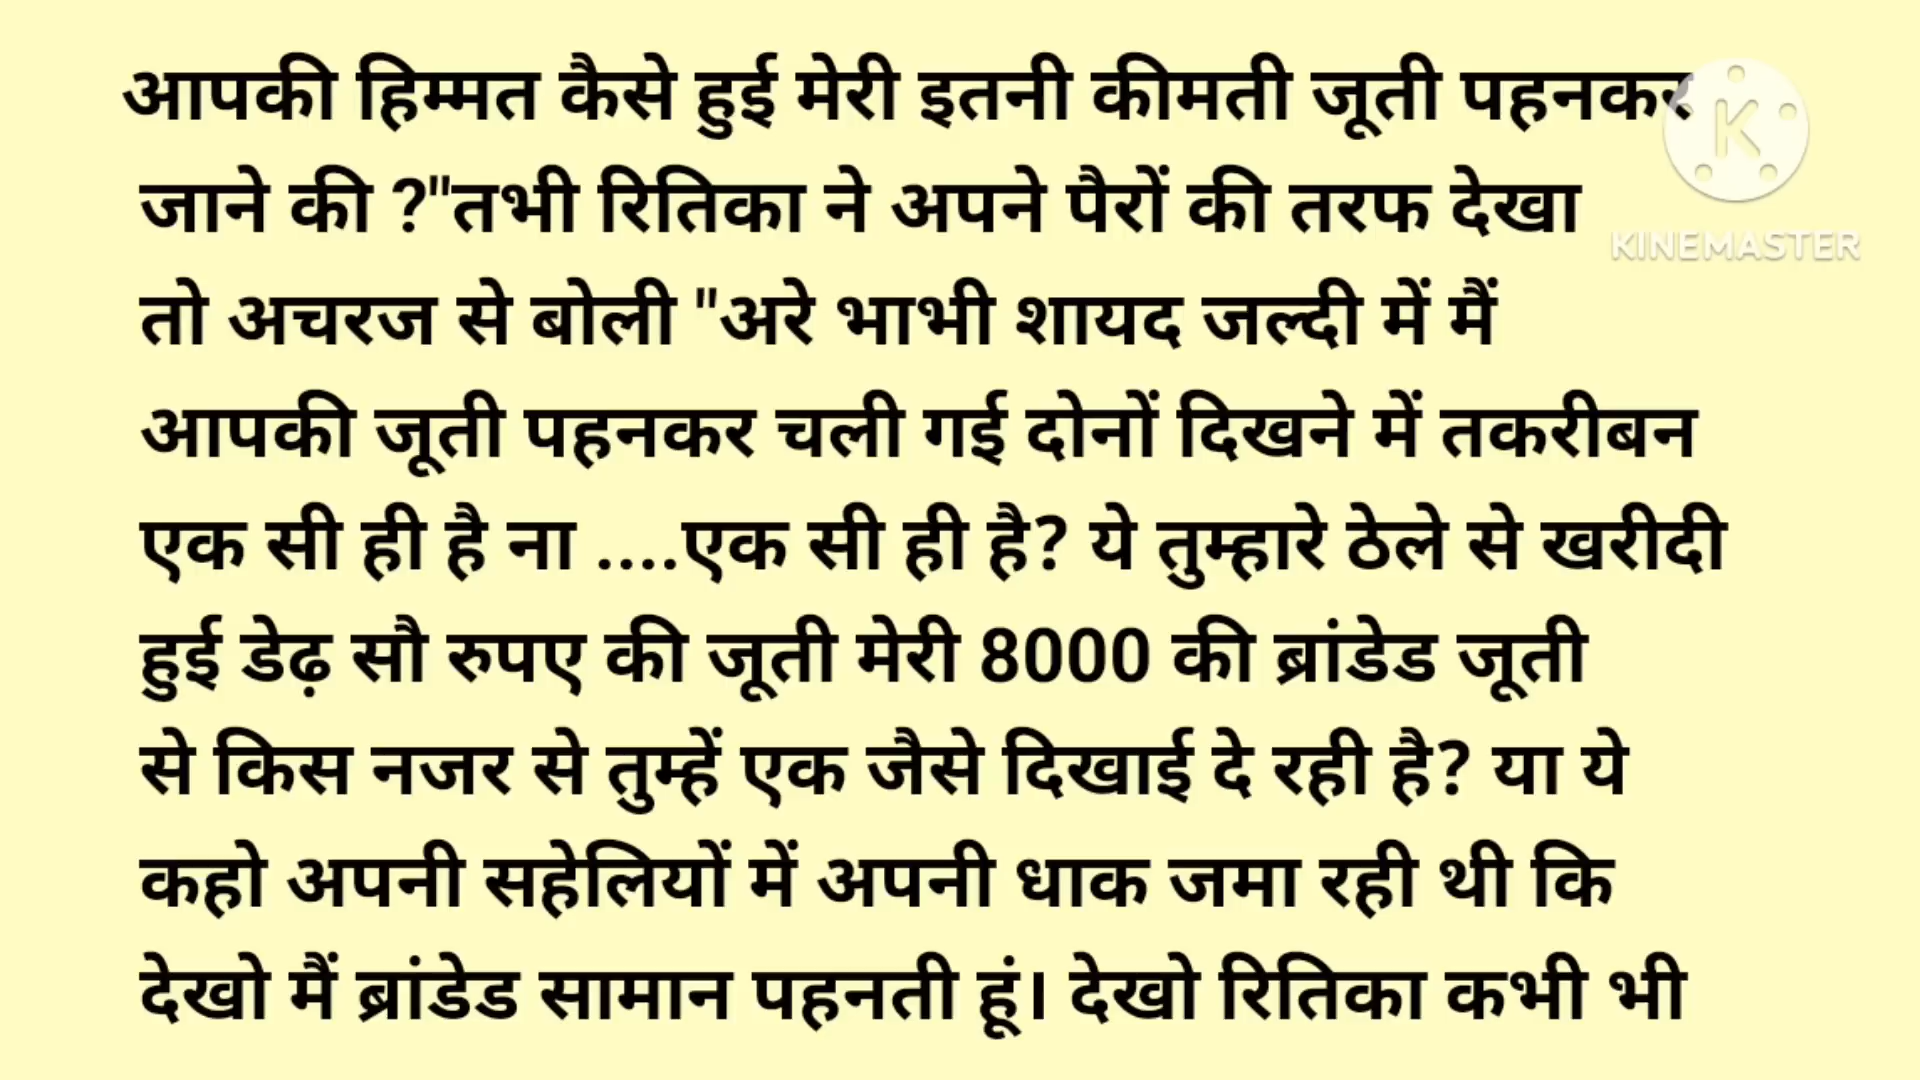 आपकी हिम्मत कैसे हुई मेरी इतनी कीमती जूती पहनकर
जाने की ?"तभी रितिका ने अपने पैरों की तरफ देखा
तो अचरज से बोली "अरे भाभी शायद जल्दी में मैं
आपकी जूती पहनकर चली गई दोनों दिखने में तकरीबन
एक सी ही है ना ....एक सी ही है? ये तुम्हारे ठेले से खरीदी
हुई डेढ़ सौ रुपए की जूती मेरी 8000 की ब्रांडेड जूती
से किस नजर से तुम्हें एक जैसे दिखाई दे रही है? या ये
कहो अपनी सहेलियों में अपनी धाक जमा रही थी कि
देखो मैं ब्रांडेड सामान पहनती हूं। देखो रितिका कभी भी
K
KINEMASTER